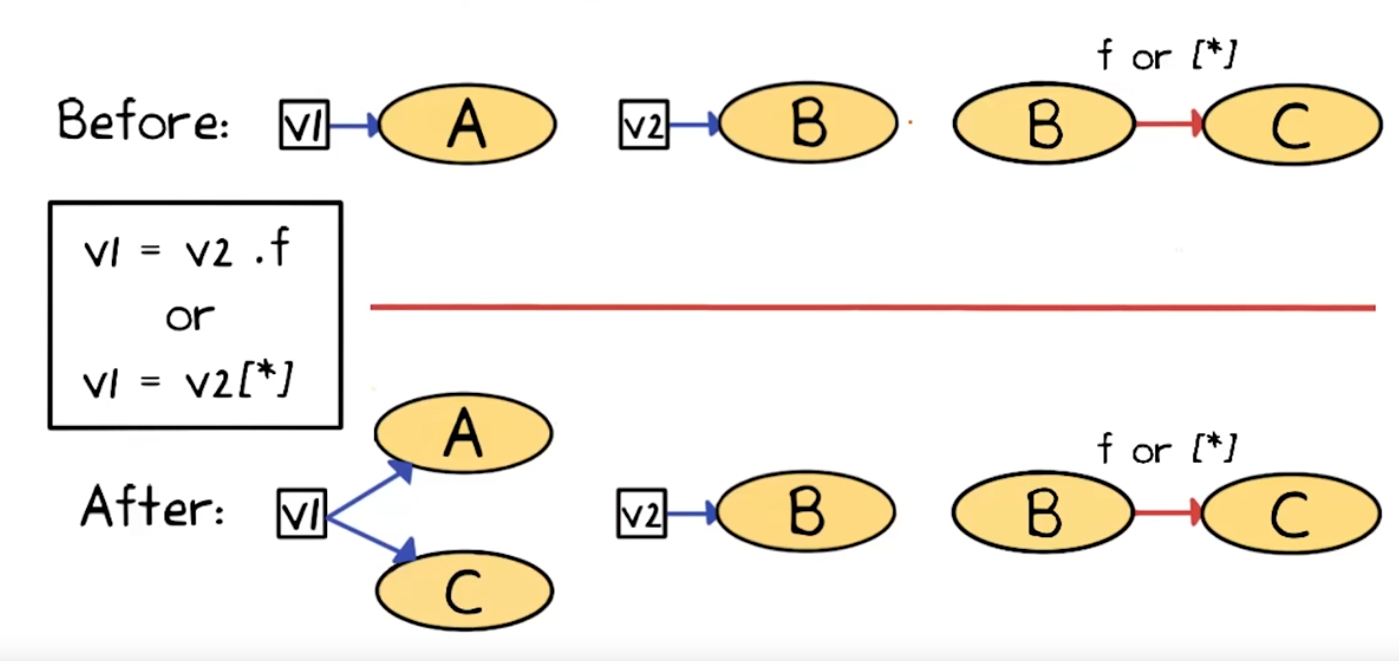 f or [*]
Before: v1 A v2 B B C
v1 = v2 .f
or
v1 = v2[*]
A
f or [*]
After: v1 v2 B B C
C